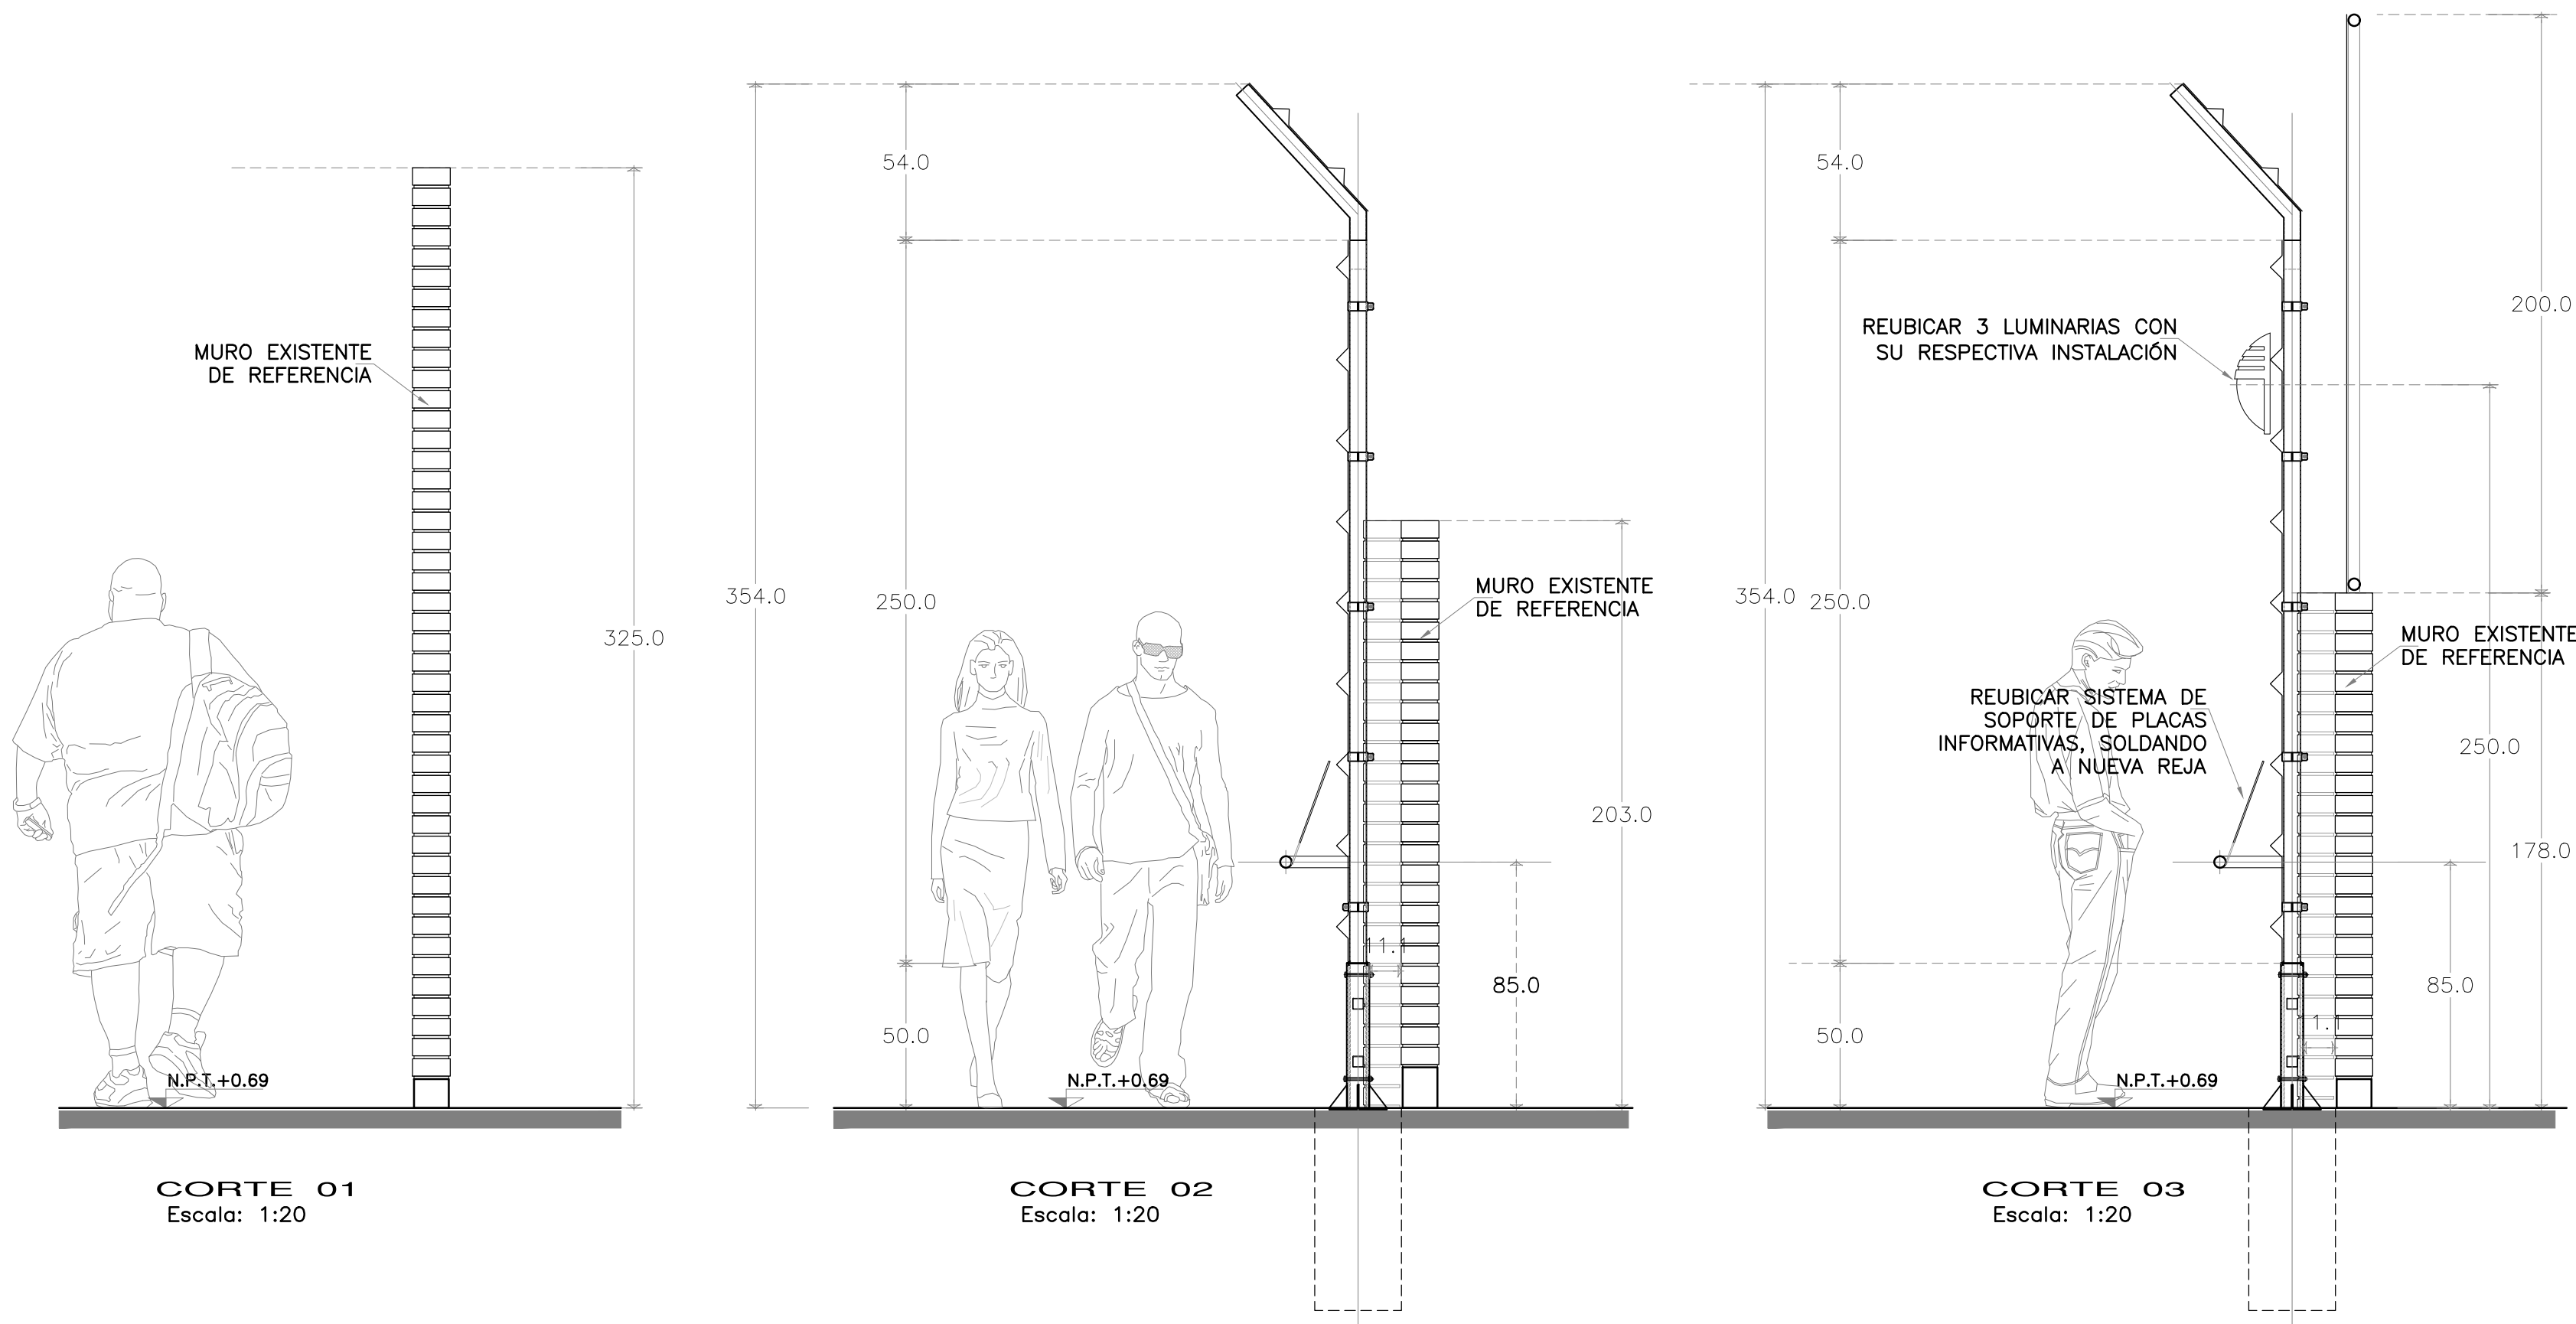 MURO EXISTENTE
DE REFERENCIA
325.0
N.P.T.+0.69
CORTE 01
Escala: 1:20
354.0
54.0
250.0
50.0
MURO EXISTENTE
DE REFERENCIA
203.0
11.1
85.0
N.P.T.+0.69
CORTE 02
Escala: 1:20
354.0
54.0
250.0
50.0
REUBICAR 3 LUMINARIAS CON
SU RESPECTIVA INSTALACIÓN
200.0
MURO EXISTENTE
DE REFERENCIA
REUBICAR SISTEMA DE
SOPORTE DE PLACAS
INFORMATIVAS, SOLDANDO
A NUEVA REJA
250.0
178.0
85.0
N.P.T.+0.69
CORTE 03
Escala: 1:20